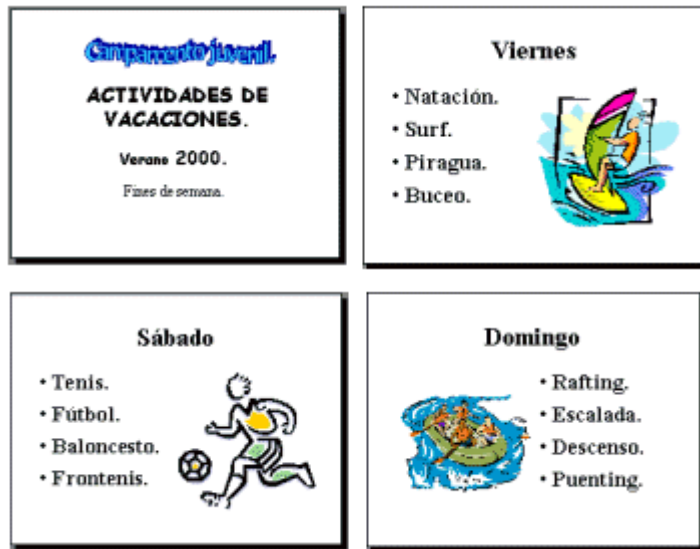 Campamento juvenil.
ACTIVIDADES DE
VACACIONES.
Verano 2000.
Fines de semana.
Viernes
• Natación.
• Surf.
• Piragua.
• Buceo.
Sábado
• Tenis.
• Fútbol.
• Baloncesto.
• Frontenis.
Domingo
• Rafting.
• Escalada.
• Descenso.
• Puenting.